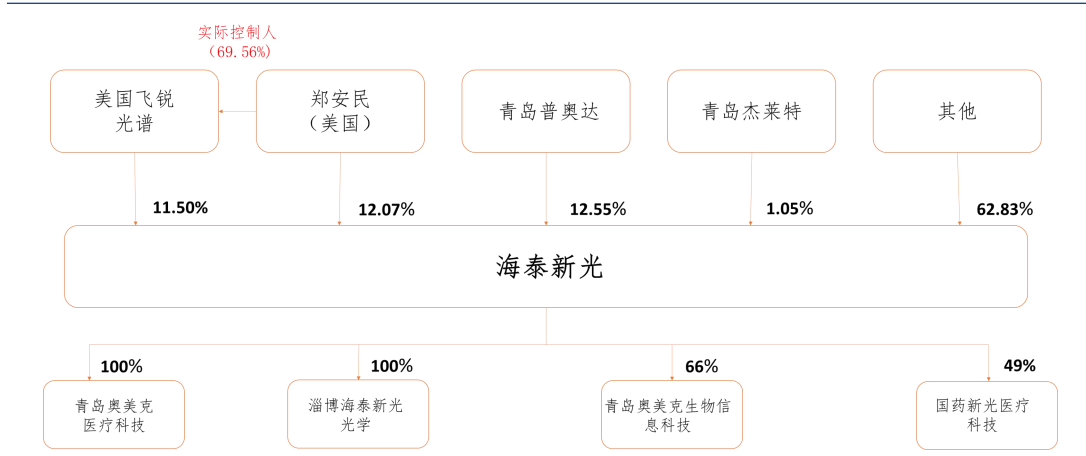 实际控制人
（69.56%）
美国飞锐
光谱
郑安民
（美国）
青岛普奥达
青岛杰莱特
其他
11.50%
12.07%
12.55%
1.05%
62.83%
海泰新光
100%
100%
66%
49%
青岛奥美克
医疗科技
淄博海泰新光
光学
青岛奥美克生物信
息科技
国药新光医疗
科技